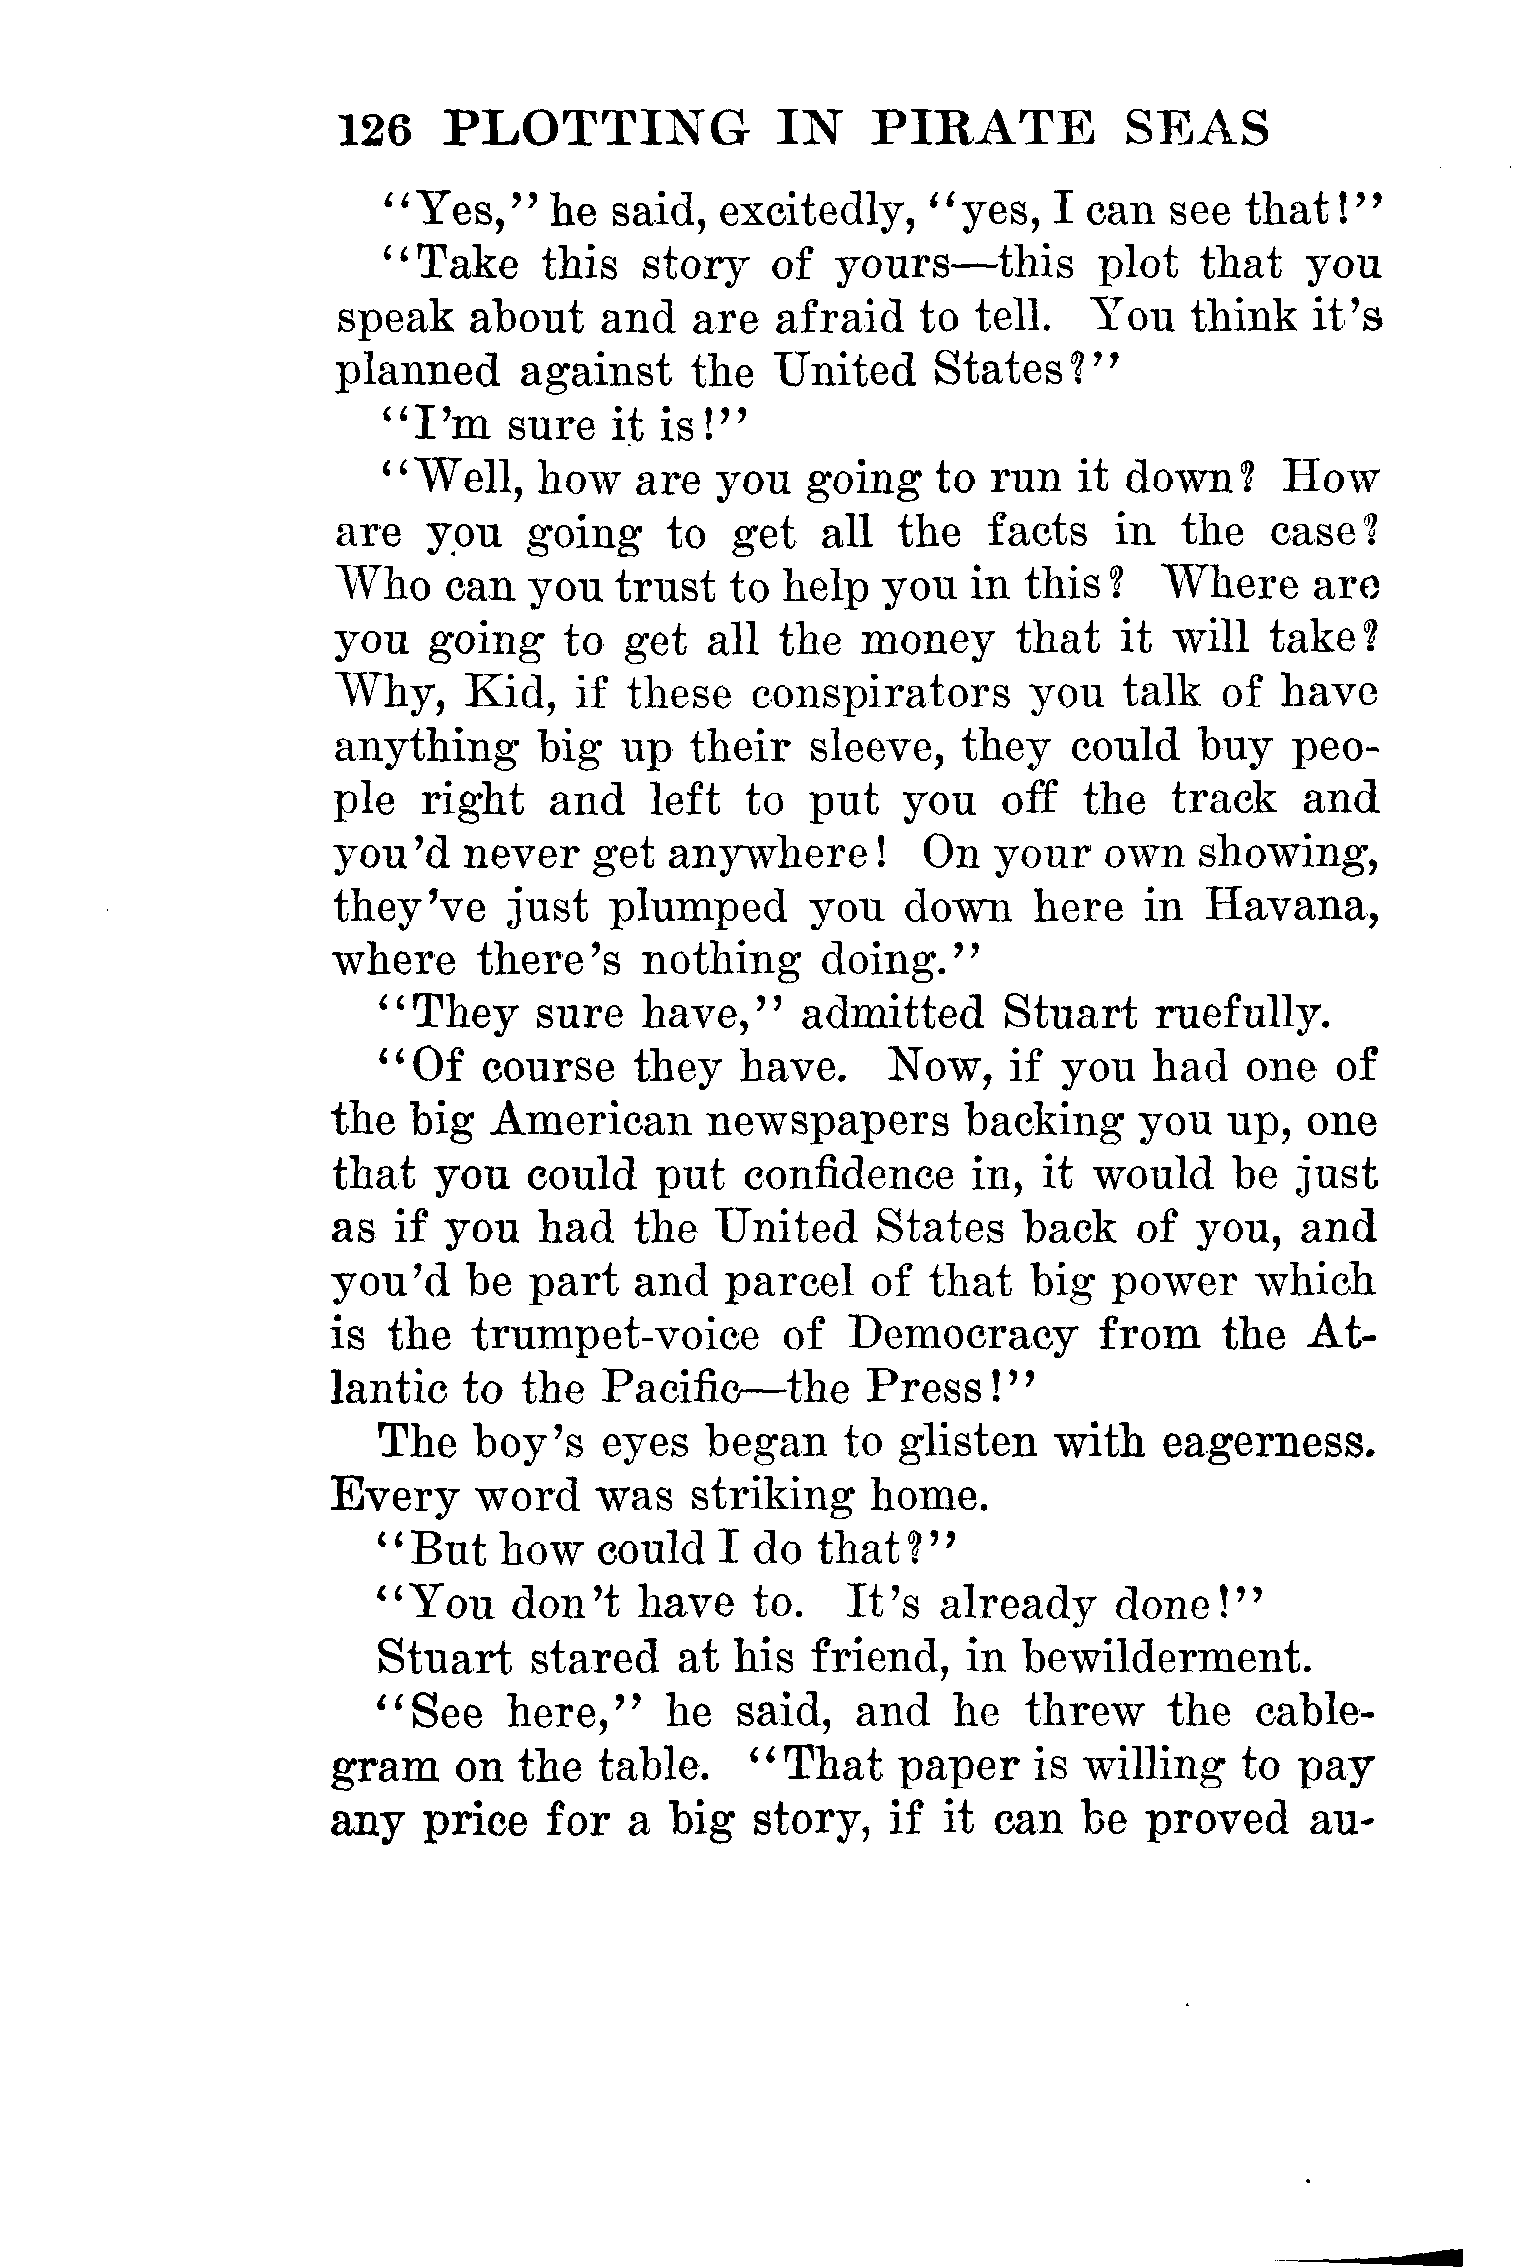 126 PLOTTING IN PIRATE SEAS
“Yes,” he said, excitedly, “yes, I can see that!”
“Take this story of yours—this plot that you
speak about and are afraid to tell. You think it’s
planned against the United States?”
“I’m sure it is!”
“Well, how are you going to run it down? How
are you going to get all the facts in the case?
Who can you trust to help you in this? Where are
you going to get all the money that it will take?
Why, Kid, if these conspirators you talk of have
anything big up their sleeve, they could buy peo-
ple right and left to put you off the track and
you’d never get anywhere! On your own showing,
they’ve just plumped you down here in Havana,
where there’s nothing doing.”
“They sure have,” admitted Stuart ruefully.
“Of course they have. Now, if you had one of
the big American newspapers backing you up, one
that you could put confidence in, it would be just
as if you had the United States back of you, and
you’d be part and parcel of that big power which
is the trumpet-voice of Democracy from the At-
lantic to the Pacific—the Press!”
The boy’s eyes began to glisten with eagerness.
Every word was striking home.
“But how could I do that?”
“You don’t have to. It’s already done!”
Stuart stared at his friend, in bewilderment.
“See here,” he said, and he threw the cable-
gram on the table. “That paper is willing to pay
any price for a big story, if it can be proved au-